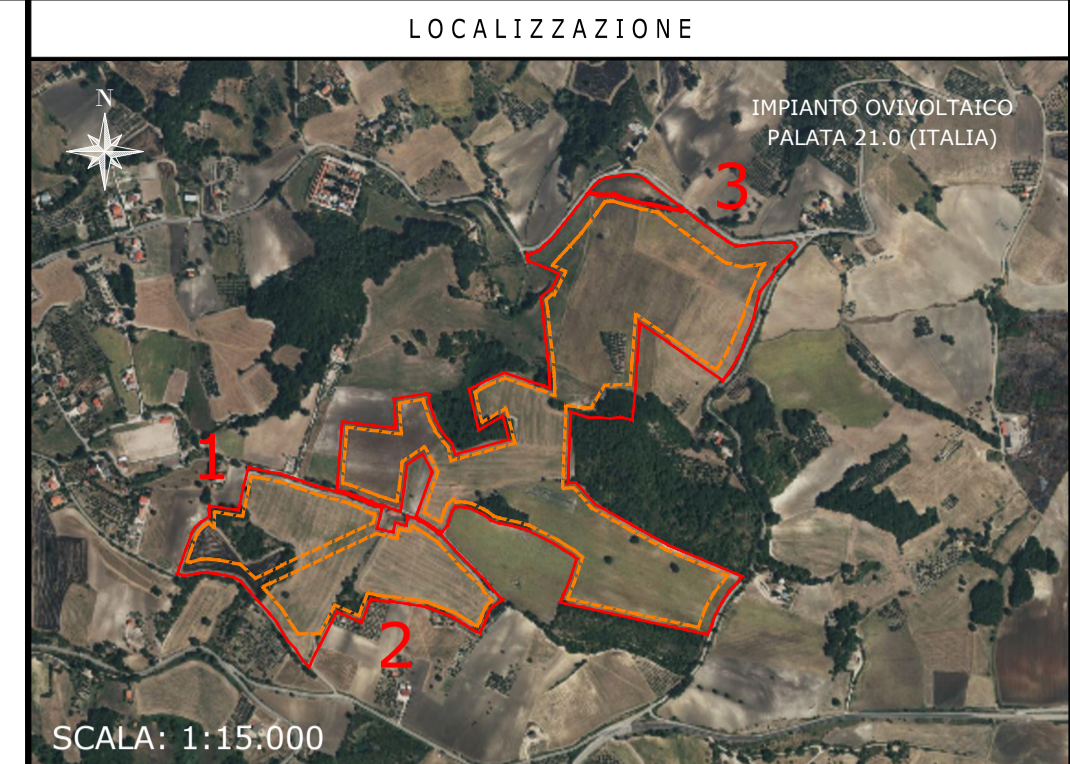 LOCALIZZAZIONE
N
IMPIANTO OVIVOLTAICO
PALATA 21.0 (ITALIA)
3
1
2
SCALA: 1:15.000